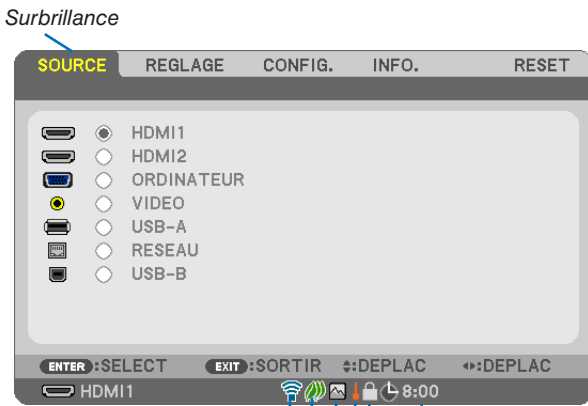 Surbrillance
SOURCE REGLAGE CONFIG. INFO. RESET
HDMI1
HDMI2
ORDINATEUR
VIDEO
USB-A
RESEAU
USB-B
ENTER :SELECT EXIT :SORTIR :DEPLAC :DEPLAC
HDMI1 8:00